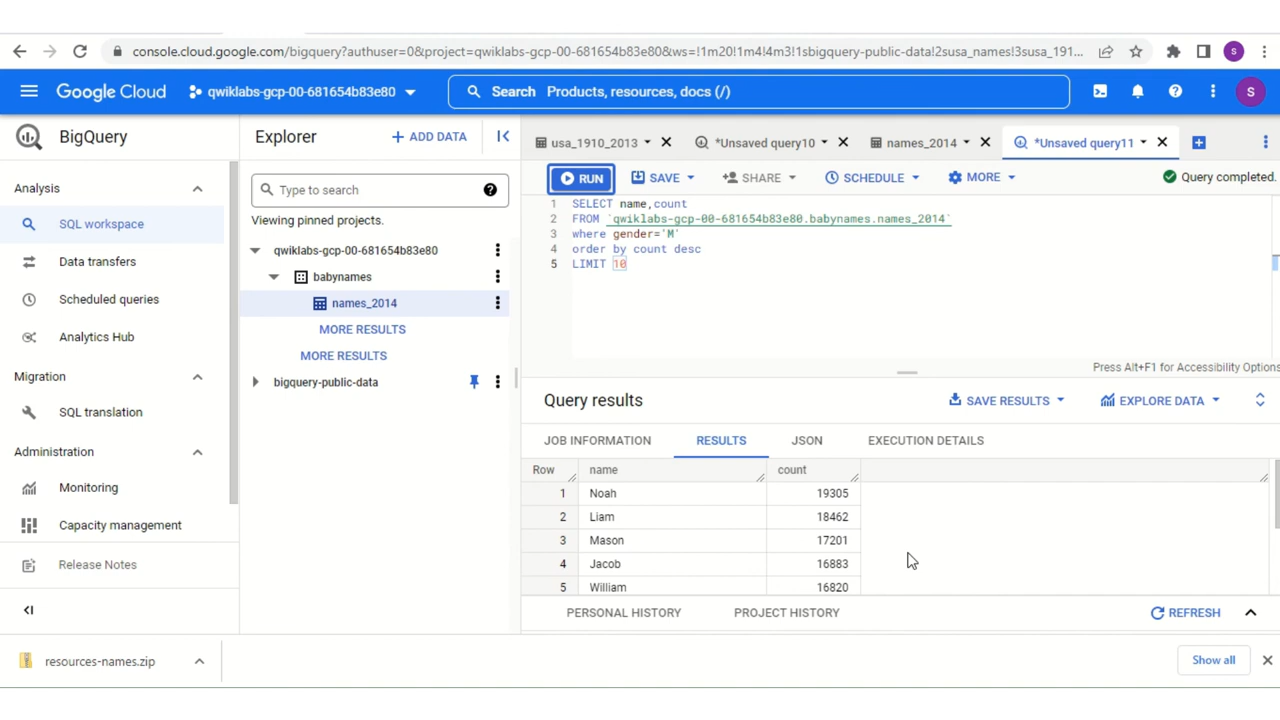 console.cloud.google.com/bigquery?authuser=0&project=qwiklabs-gcp-00-681654b83e80&ws=!1m20!1m4!4m3!1sbigquery-public-data!2susa_names!3susa_191...
S
Google Cloud
qwiklabs-gcp-00-681654b83e80
Search Products, resources, docs (/)
S
BigQuery
Analysis
SQL workspace
Data transfers
Scheduled queries
Analytics Hub
Migration
SQL translation
Administration
Monitoring
Capacity management
Release Notes
Explorer
+ ADD DATA
Type to search
Viewing pinned projects.
qwiklabs-gcp-00-681654b83e80
babynames
names_2014
MORE RESULTS
MORE RESULTS
bigquery-public-data
usa_1910_2013
*Unsaved query10
names_2014
*Unsaved query11
RUN
SAVE
SHARE
SCHEDULE
MORE
Query completed.
1 SELECT name,count
2 FROM `qwiklabs-gcp-00-681654b83e80.babynames.names_2014`
3 where gender='M'
4 order by count desc
5 LIMIT 10
Press Alt+F1 for Accessibility Options
Query results
SAVE RESULTS
EXPLORE DATA
JOB INFORMATION
RESULTS
JSON
EXECUTION DETAILS
Row name count
1 Noah 19305
2 Liam 18462
3 Mason 17201
4 Jacob 16883
5 William 16820
PERSONAL HISTORY
PROJECT HISTORY
REFRESH
resources-names.zip
Show all